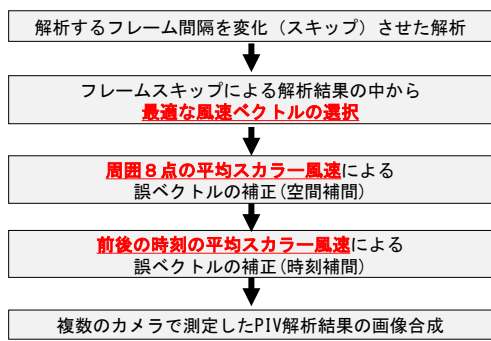 解析するフレーム間隔を変化（スキップ）させた解析
フレームスキップによる解析結果の中から
最適な風速ベクトルの選択
周囲８点の平均スカラー風速による
誤ベクトルの補正(空間補間)
前後の時刻の平均スカラー風速による
誤ベクトルの補正(時刻補間)
複数のカメラで測定したPIV解析結果の画像合成